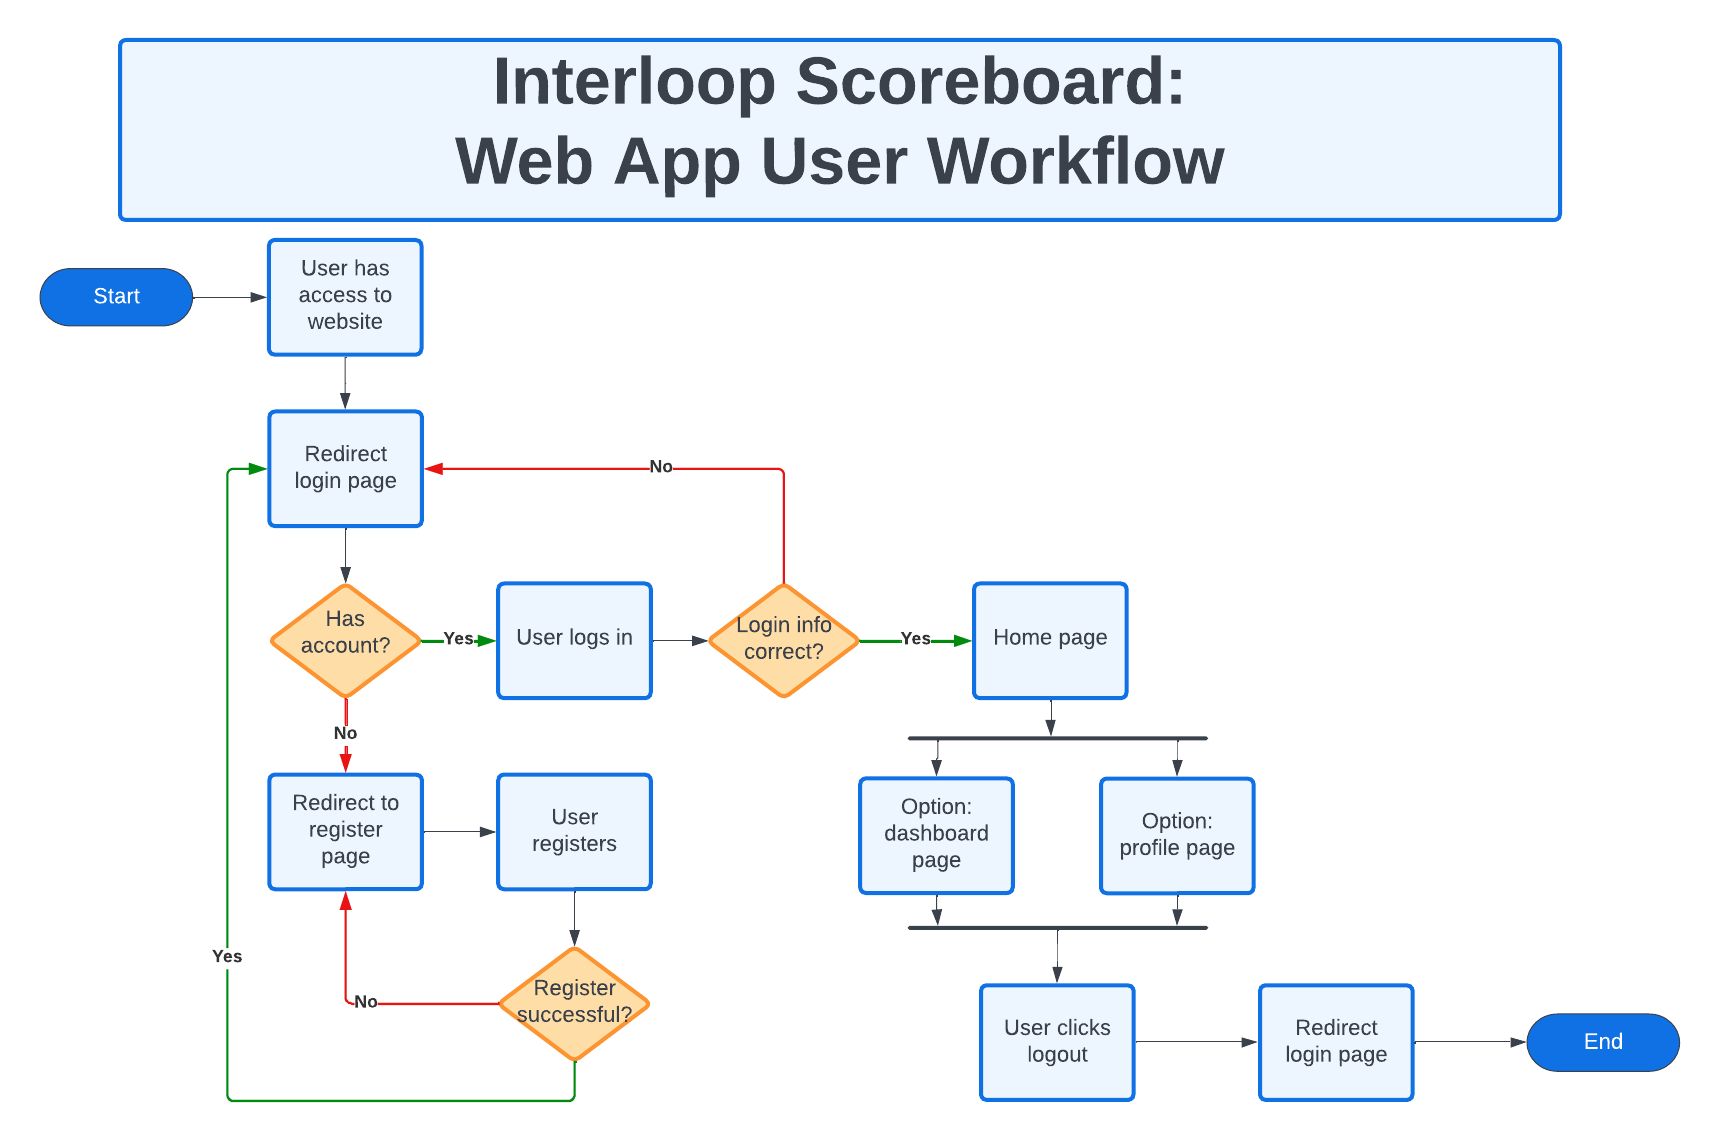 Interloop Scoreboard:
Web App User Workflow
Start
User has
access to
website
Redirect
login page
No
Has
account?
Yes
User logs in
Login info
correct?
Yes
Home page
No
Redirect to
register
page
User
registers
Option:
dashboard
page
Option:
profile page
Yes
No
Register
successful?
User clicks
logout
Redirect
login page
End